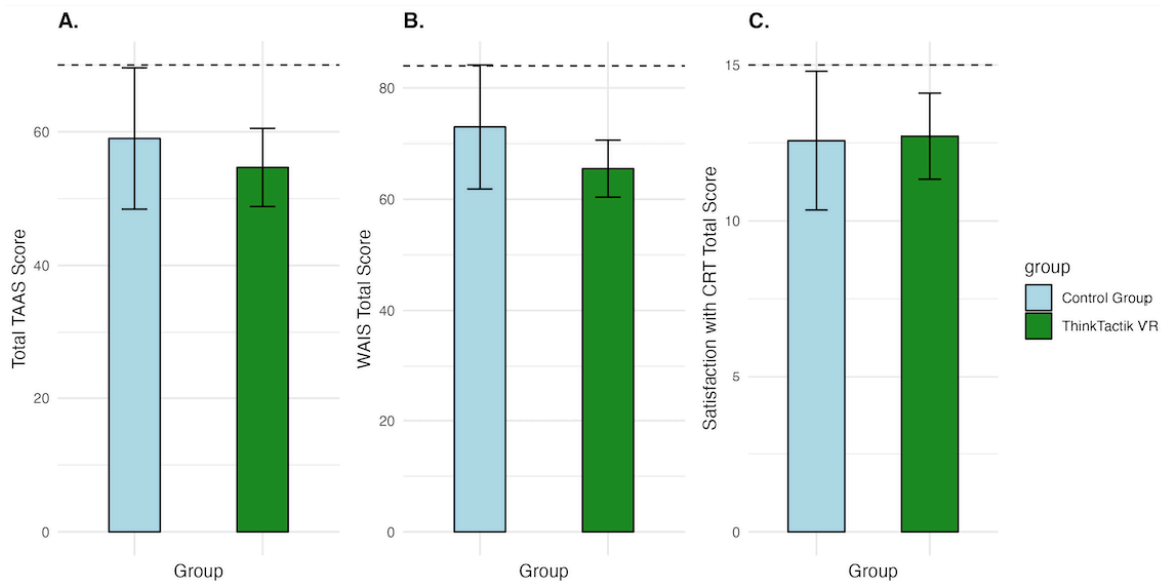 A.
B.
C.
Total TAAS Score
60
40
20
0
Group
WAIS Total Score
80
60
40
20
0
Group
Satisfaction with CRT Total Score
15
10
5
0
Group
group
Control Group
ThinkTactik VR